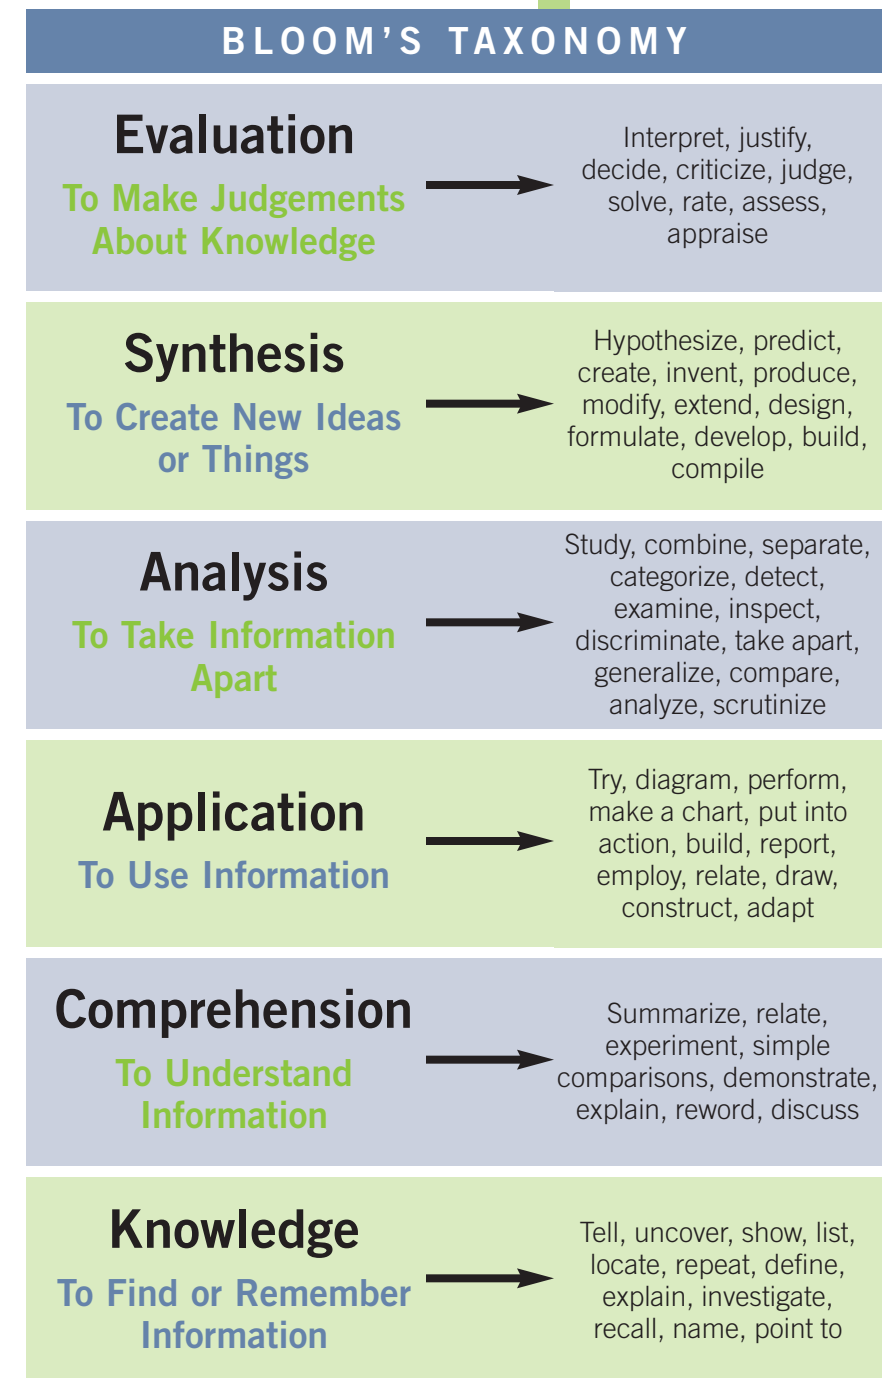 BLOOM'S TAXONOMY
Evaluation
To Make Judgements
About Knowledge
Interpret, justify,
decide, criticize, judge,
solve, rate, assess,
appraise
Synthesis
To Create New Ideas
or Things
Hypothesize, predict,
create, invent, produce,
modify, extend, design,
formulate, develop, build,
compile
Analysis
To Take Information
Apart
Study, combine, separate,
categorize, detect,
examine, inspect,
discriminate, take apart,
generalize, compare,
analyze, scrutinize
Application
To Use Information
Try, diagram, perform,
make a chart, put into
action, build, report,
employ, relate, draw,
construct, adapt
Comprehension
To Understand
Information
Summarize, relate,
experiment, simple
comparisons, demonstrate,
explain, reword, discuss
Knowledge
To Find or Remember
Information
Tell, uncover, show, list,
locate, repeat, define,
explain, investigate,
recall, name, point to